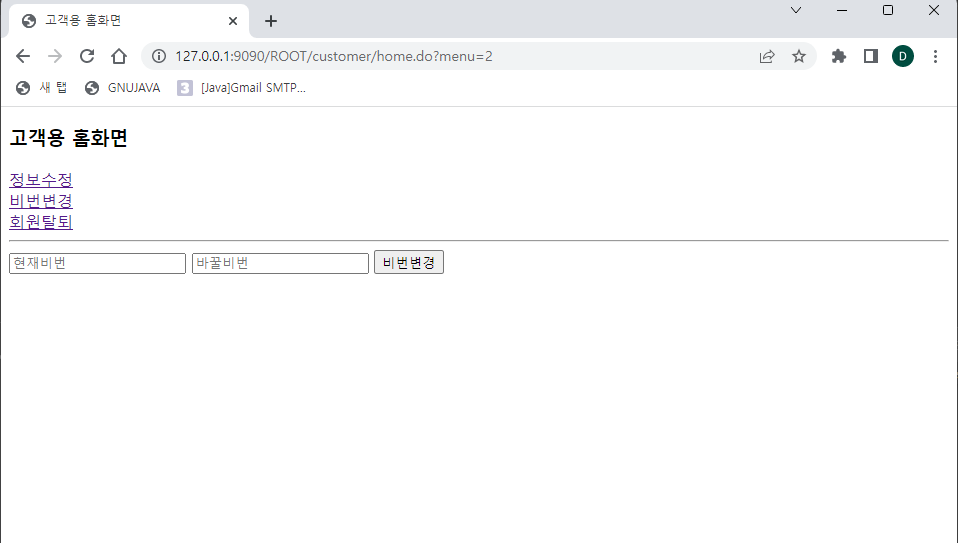 고객용 홈화면
127.0.0.1:9090/ROOT/customer/home.do?menu=2
D
새 탭 GNUJAVA 3 [Java]Gmail SMTP...
고객용 홈화면
정보수정
비번변경
회원탈퇴
현재비번 바꿀비번 비번변경